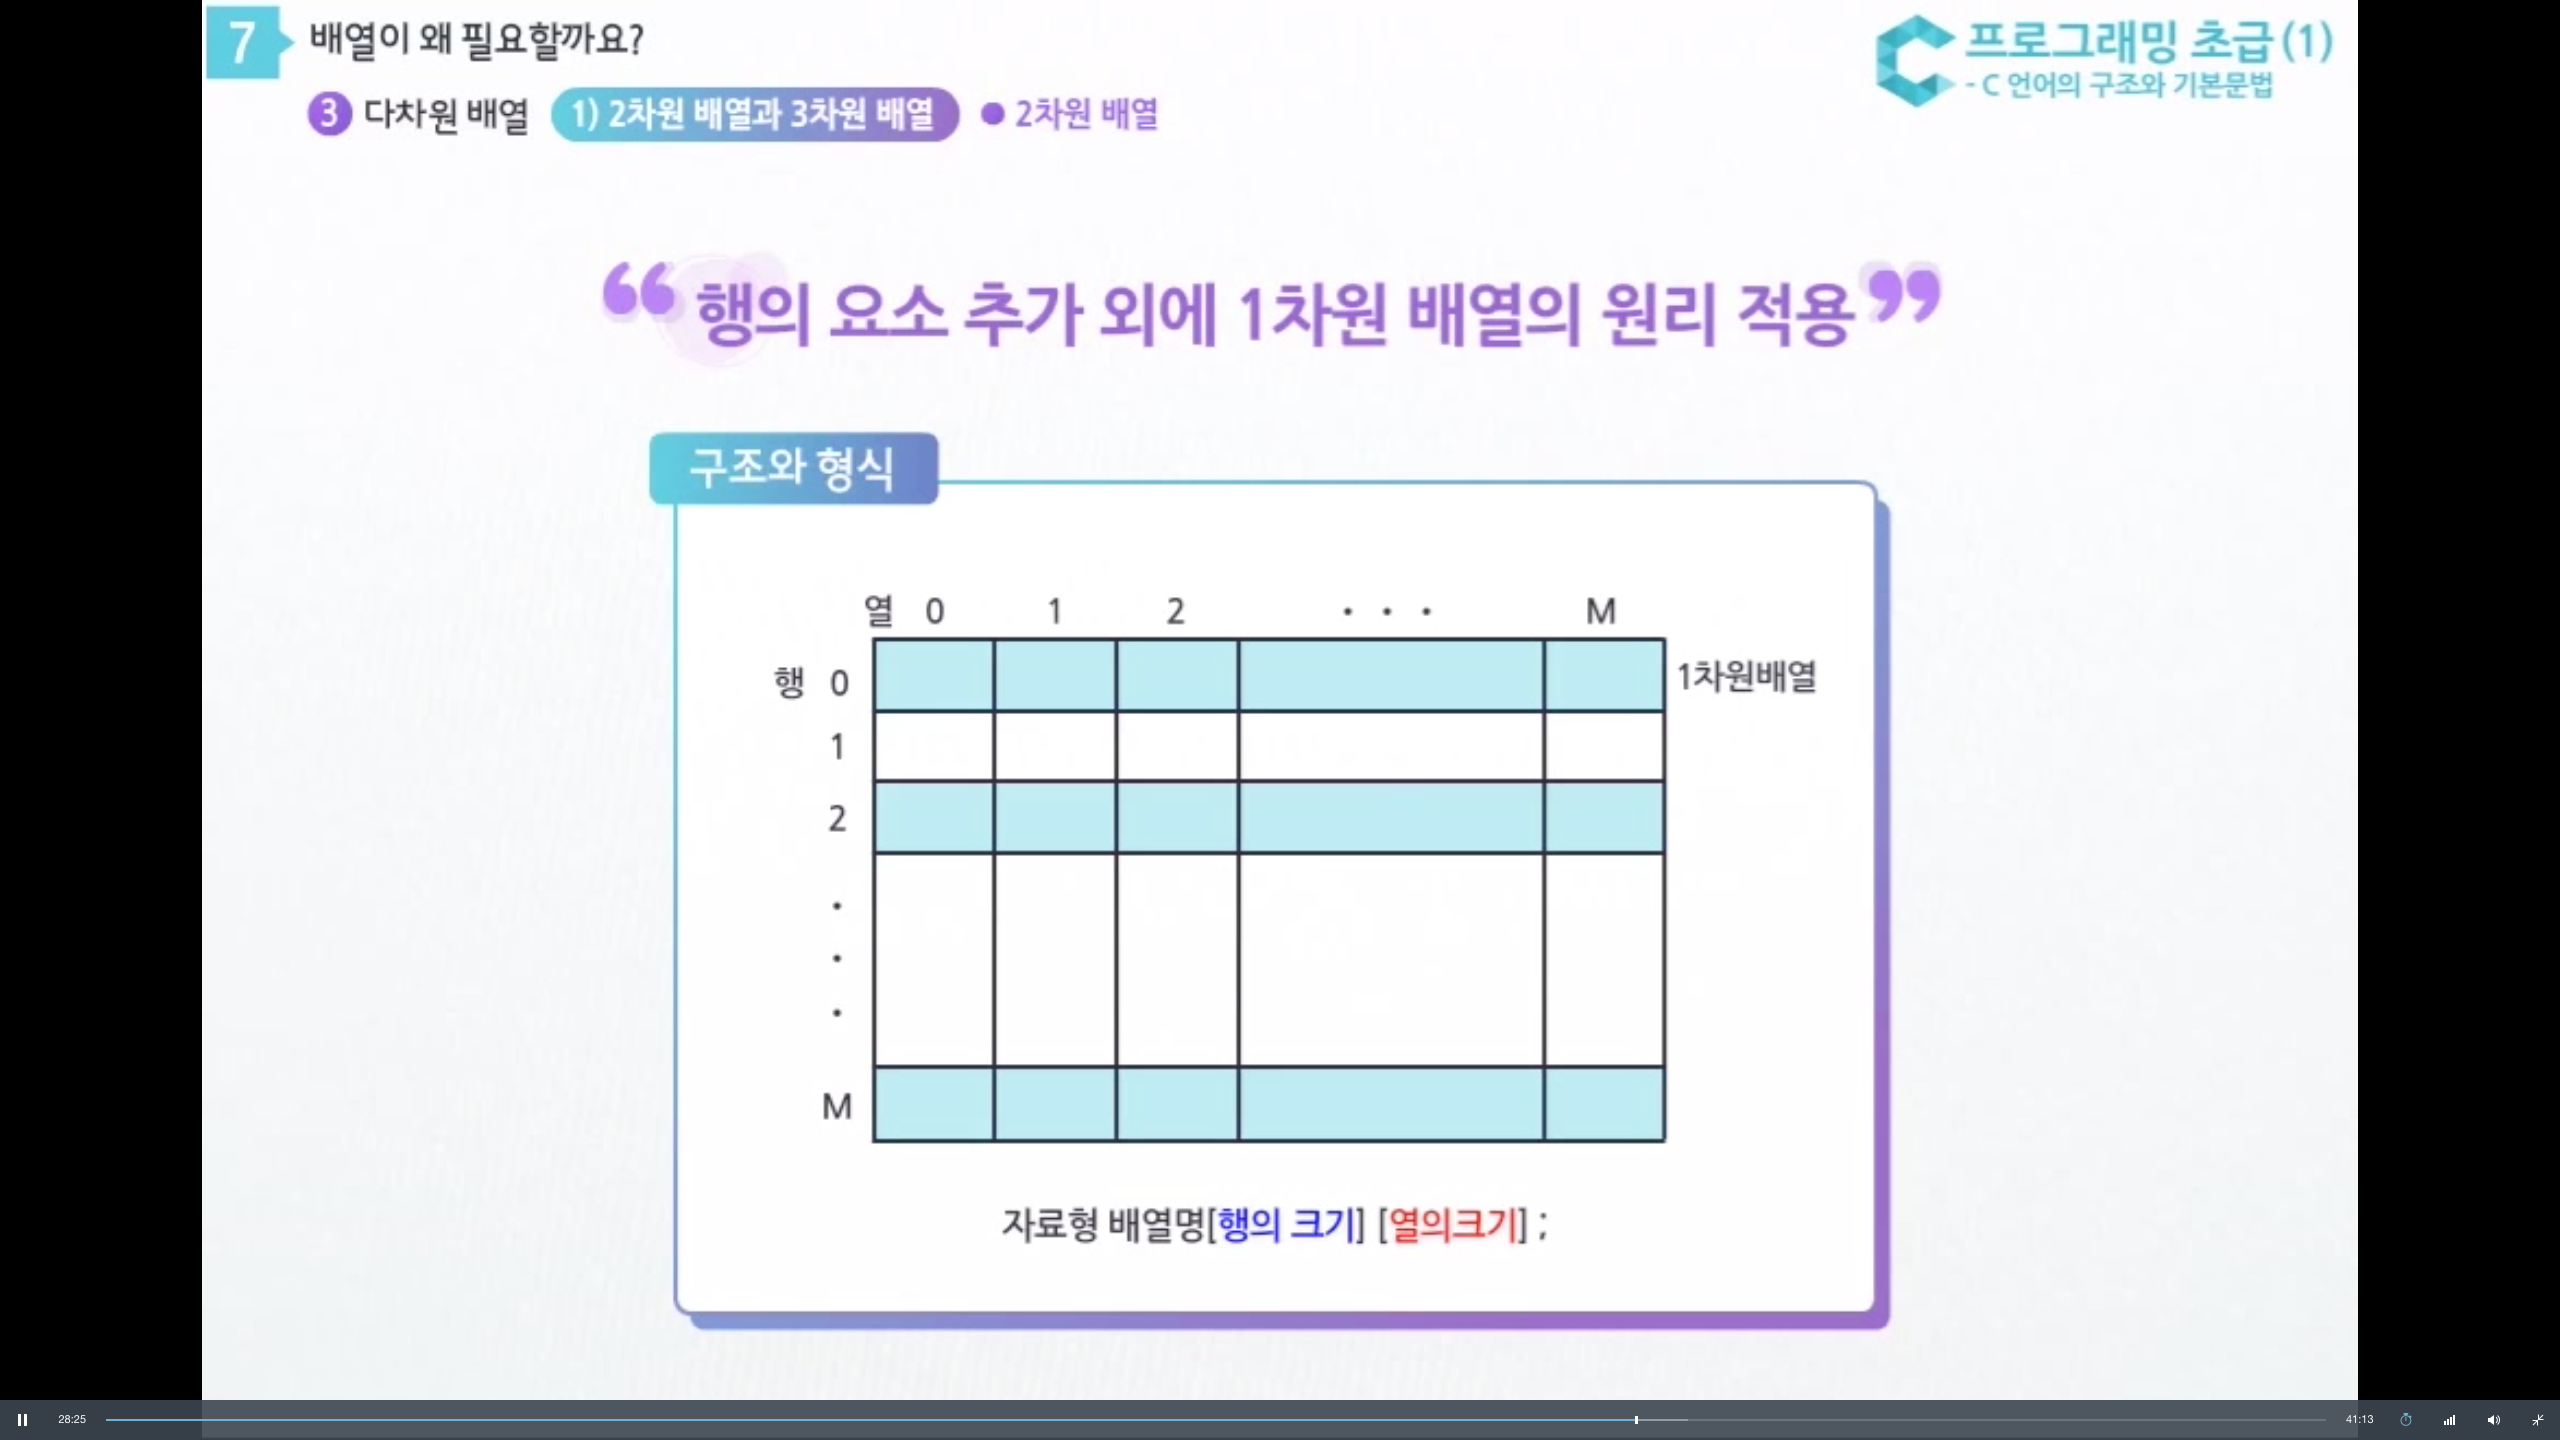 7 배열이 왜 필요할까요?
프로그래밍 초급(1)
- C 언어의 구조와 기본문법
3 다차원 배열 1) 2차원 배열과 3차원 배열 ● 2차원 배열
“ 행의 요소 추가 외에 1차원 배열의 원리 적용 ”
구조와 형식
열 0 1 2 · · · M
행 0 1차원배열
1
2
·
·
·
M
자료형 배열명[행의 크기] [열의크기] ;
28:25 41:13